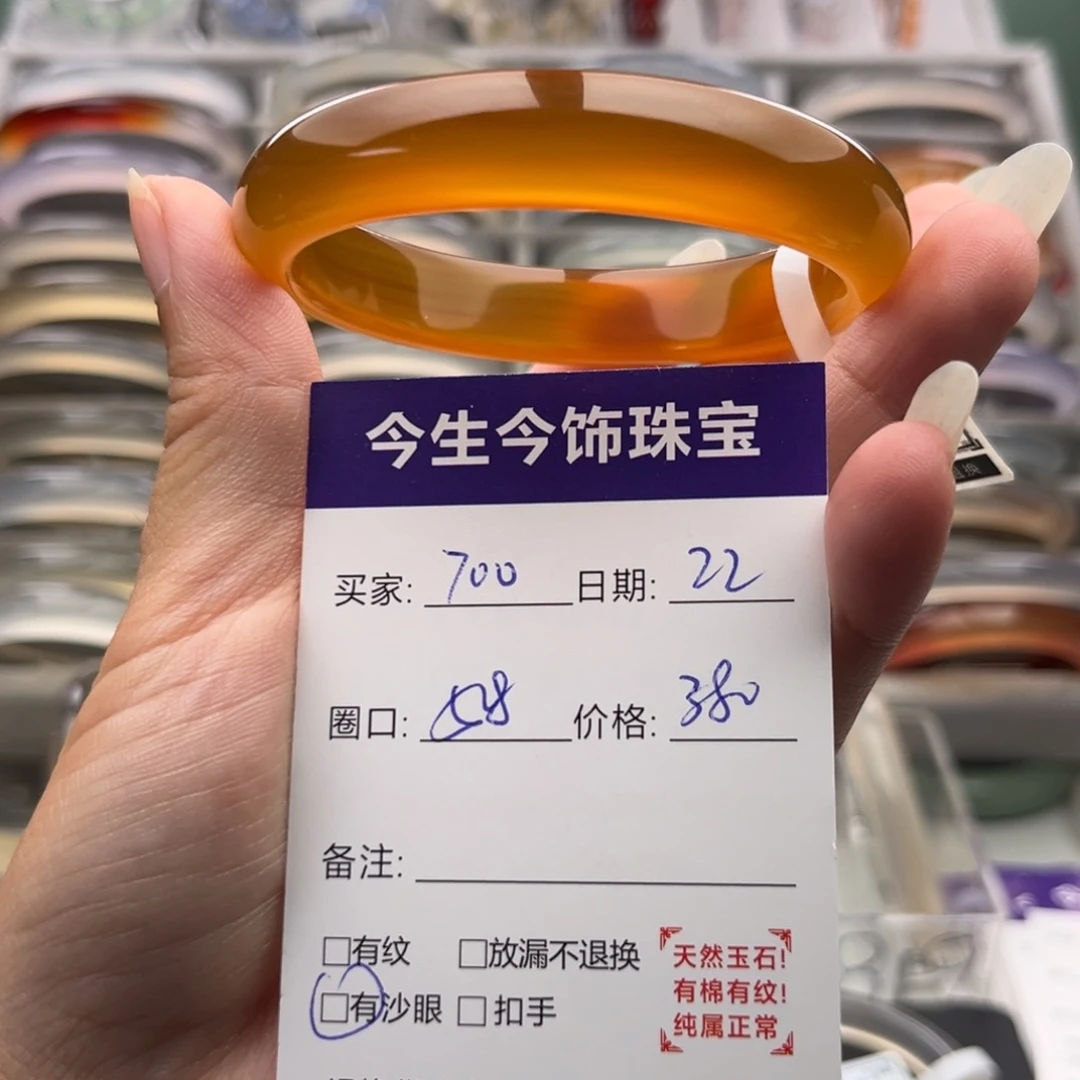 今生今饰珠宝
买家: 700 日期: 22
圈口: 58 价格: 380
备注:
□有纹 □放漏不退换
□有沙眼 □扣手
天然玉石!
有棉有纹!
纯属正常